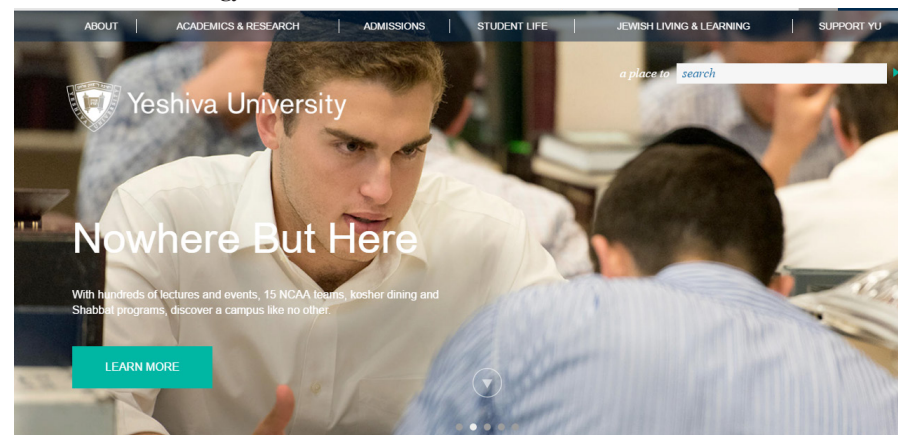 ABOUT
ACADEMICS & RESEARCH
ADMISSIONS
STUDENT LIFE
JEWISH LIVING & LEARNING
SUPPORT YU
a place to search
Yeshiva University
Nowhere But Here
With hundreds of lectures and events, 15 NCAA teams, kosher dining and
Shabbat programs, discover a campus like no other.
LEARN MORE